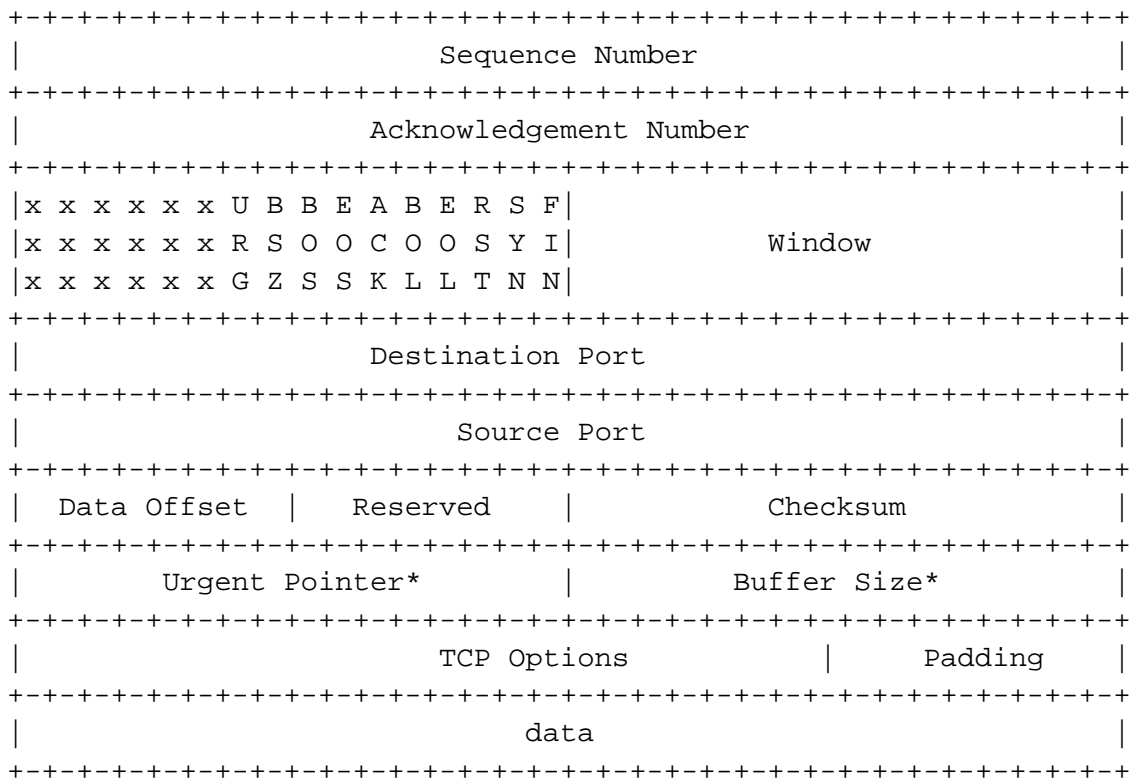 +-+-+-+-+-+-+-+-+-+-+-+-+-+-+-+-+-+-+-+-+-+-+-+-+-+-+-+-+-+-+-+-+
| Sequence Number |
+-+-+-+-+-+-+-+-+-+-+-+-+-+-+-+-+-+-+-+-+-+-+-+-+-+-+-+-+-+-+-+-+
| Acknowledgement Number |
+-+-+-+-+-+-+-+-+-+-+-+-+-+-+-+-+-+-+-+-+-+-+-+-+-+-+-+-+-+-+-+-+
|x x x x x x U B B E A B E R S F| |
|x x x x x x R S O O C O O S Y I| Window |
|x x x x x x G Z S S K L L T N N| |
+-+-+-+-+-+-+-+-+-+-+-+-+-+-+-+-+-+-+-+-+-+-+-+-+-+-+-+-+-+-+-+-+
| Destination Port |
+-+-+-+-+-+-+-+-+-+-+-+-+-+-+-+-+-+-+-+-+-+-+-+-+-+-+-+-+-+-+-+-+
| Source Port |
+-+-+-+-+-+-+-+-+-+-+-+-+-+-+-+-+-+-+-+-+-+-+-+-+-+-+-+-+-+-+-+-+
| Data Offset | Reserved | Checksum |
+-+-+-+-+-+-+-+-+-+-+-+-+-+-+-+-+-+-+-+-+-+-+-+-+-+-+-+-+-+-+-+-+
| Urgent Pointer* | Buffer Size* |
+-+-+-+-+-+-+-+-+-+-+-+-+-+-+-+-+-+-+-+-+-+-+-+-+-+-+-+-+-+-+-+-+
| TCP Options | Padding |
+-+-+-+-+-+-+-+-+-+-+-+-+-+-+-+-+-+-+-+-+-+-+-+-+-+-+-+-+-+-+-+-+
| data |
+-+-+-+-+-+-+-+-+-+-+-+-+-+-+-+-+-+-+-+-+-+-+-+-+-+-+-+-+-+-+-+-+